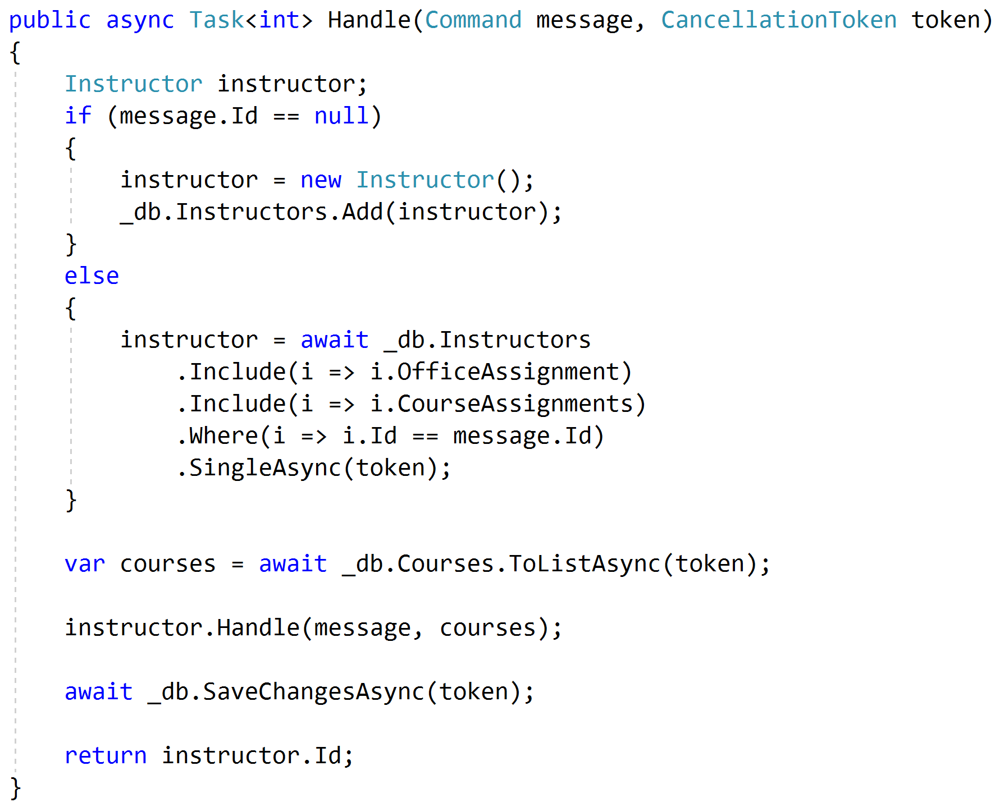 public async Task<int> Handle(Command message, CancellationToken token)
{
    Instructor instructor;
    if (message.Id == null)
    {
        instructor = new Instructor();
        _db.Instructors.Add(instructor);
    }
    else
    {
        instructor = await _db.Instructors
            .Include(i => i.OfficeAssignment)
            .Include(i => i.CourseAssignments)
            .Where(i => i.Id == message.Id)
            .SingleAsync(token);
    }

    var courses = await _db.Courses.ToListAsync(token);

    instructor.Handle(message, courses);

    await _db.SaveChangesAsync(token);

    return instructor.Id;
}